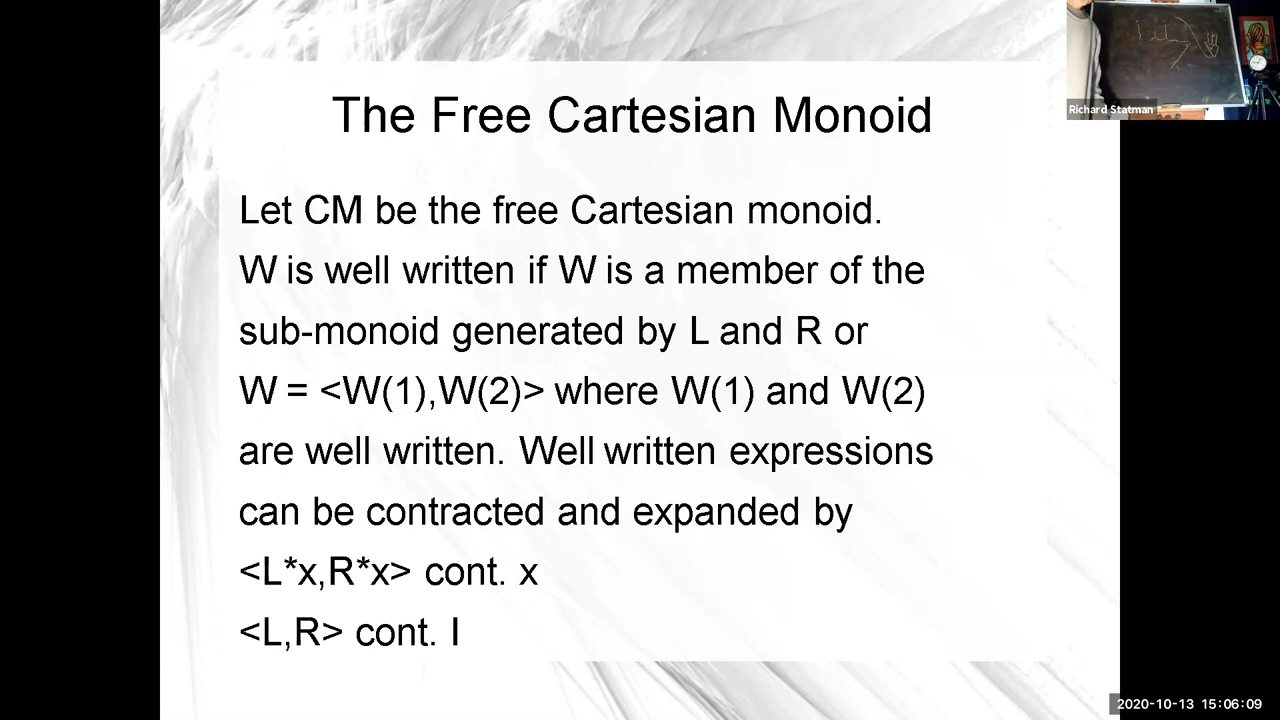 The Free Cartesian Monoid
Let CM be the free Cartesian monoid.
W is well written if W is a member of the
sub-monoid generated by L and R or
W = <W(1),W(2)> where W(1) and W(2)
are well written. Well written expressions
can be contracted and expanded by
<L*x,R*x> cont. x
<L,R> cont. I
Richard Statman
2020-10-13 15:06:09